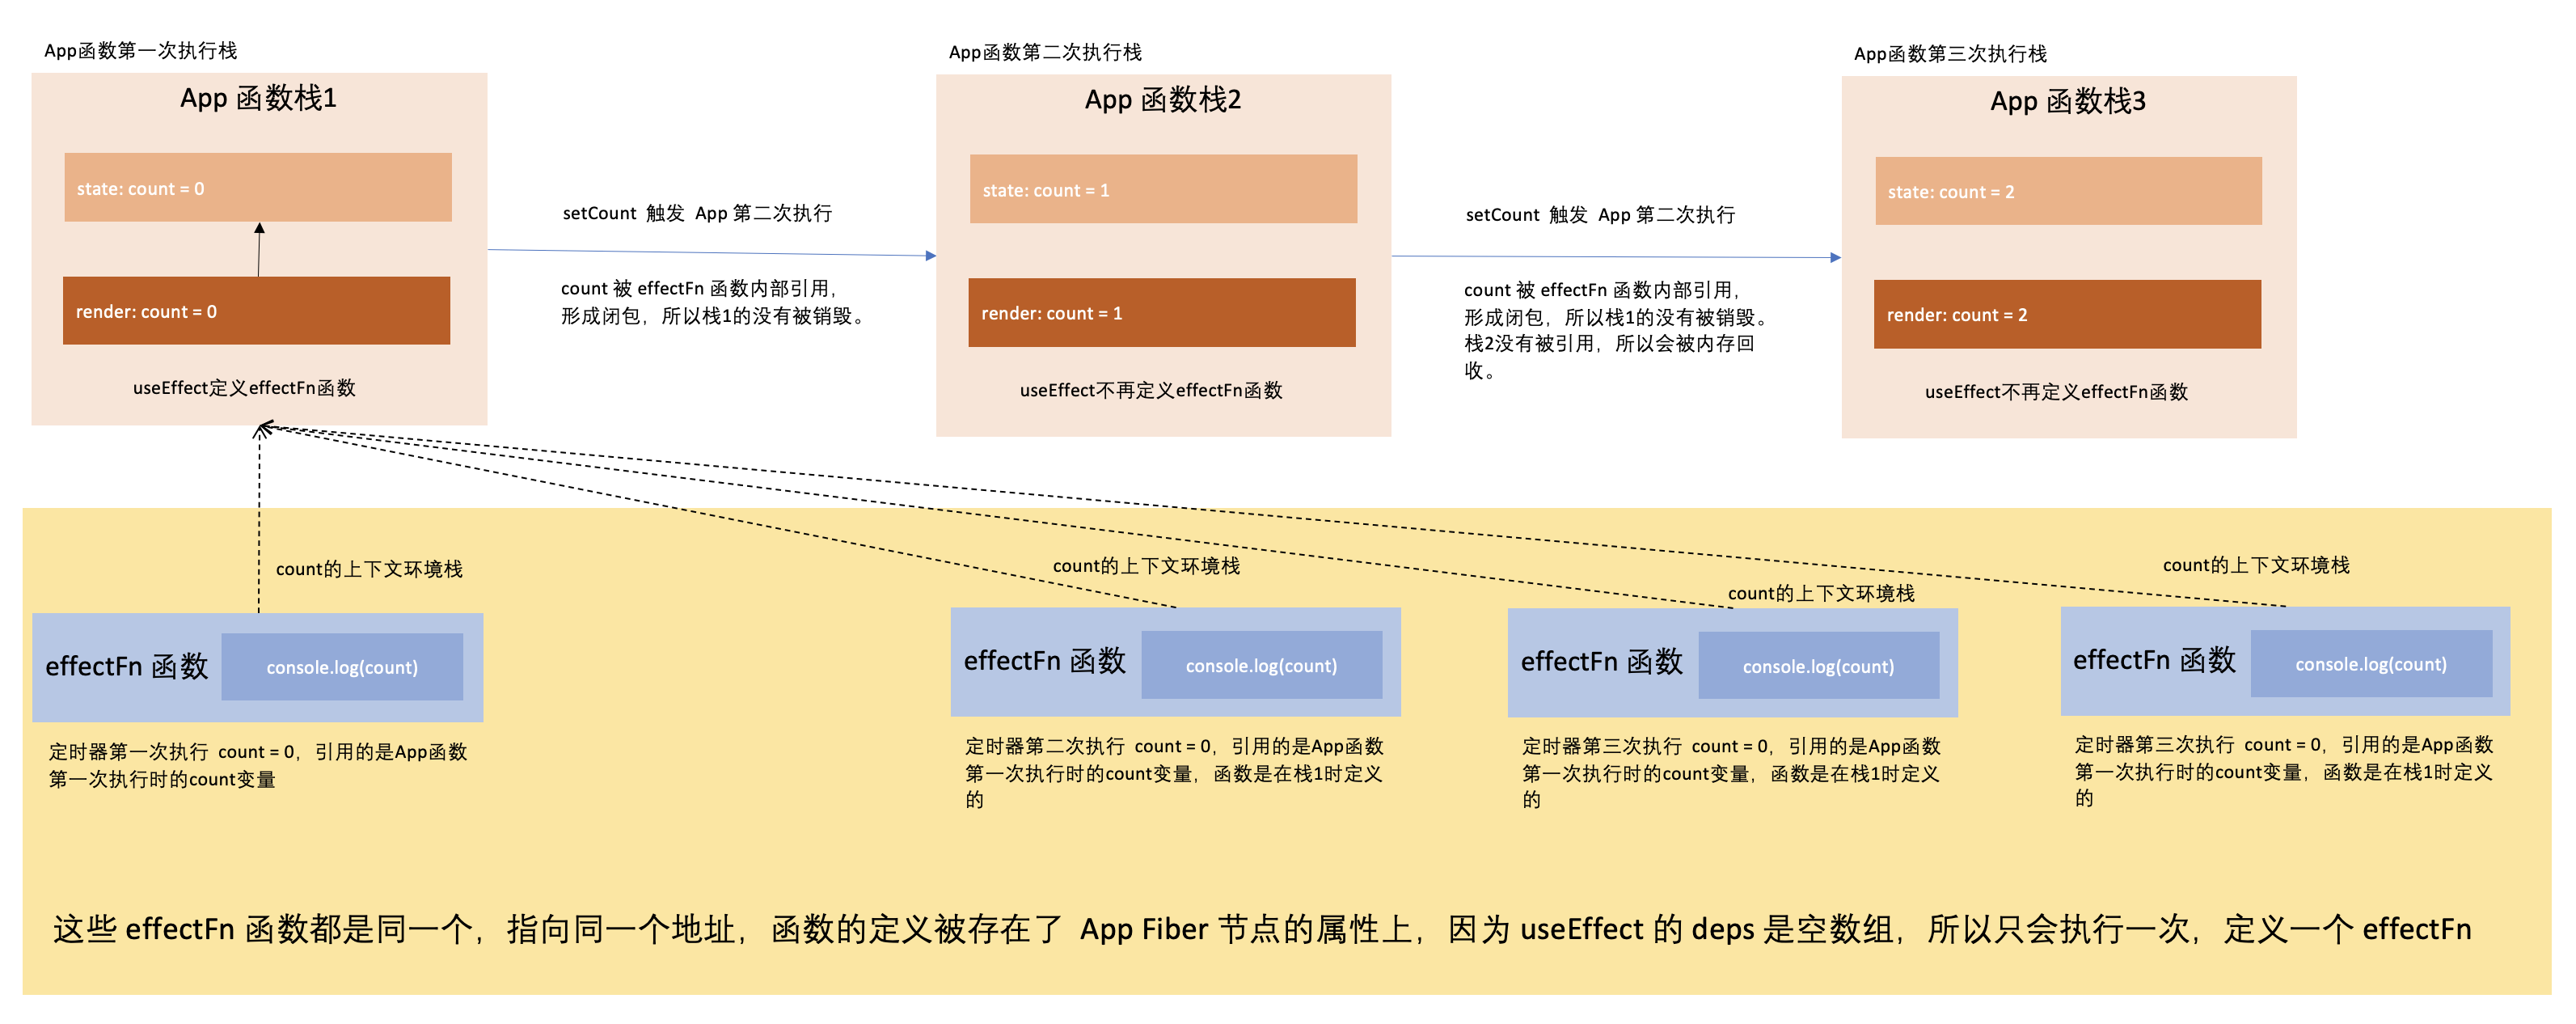 App函数第一次执行栈
App 函数栈1
state: count = 0
render: count = 0
useEffect定义effectFn函数
setCount 触发 App 第二次执行
count 被 effectFn 函数内部引用，
形成闭包，所以栈1的没有被销毁。
App函数第二次执行栈
App 函数栈2
state: count = 1
render: count = 1
useEffect不再定义effectFn函数
setCount 触发 App 第二次执行
count 被 effectFn 函数内部引用，
形成闭包，所以栈1的没有被销毁。
栈2没有被引用，所以会被内存回
收。
App函数第三次执行栈
App 函数栈3
state: count = 2
render: count = 2
useEffect不再定义effectFn函数
count的上下文环境栈
effectFn 函数
console.log(count)
定时器第一次执行 count = 0，引用的是App函数
第一次执行时的count变量
count的上下文环境栈
effectFn 函数
console.log(count)
定时器第二次执行 count = 0，引用的是App函数
第一次执行时的count变量，函数是在栈1时定义
的
count的上下文环境栈
effectFn 函数
console.log(count)
定时器第三次执行 count = 0，引用的是App函数
第一次执行时的count变量，函数是在栈1时定义
的
count的上下文环境栈
effectFn 函数
console.log(count)
定时器第三次执行 count = 0，引用的是App函数
第一次执行时的count变量，函数是在栈1时定义
的
这些 effectFn 函数都是同一个，指向同一个地址，函数的定义被存在了 App Fiber 节点的属性上，因为 useEffect 的 deps 是空数组，所以只会执行一次，定义一个 effectFn